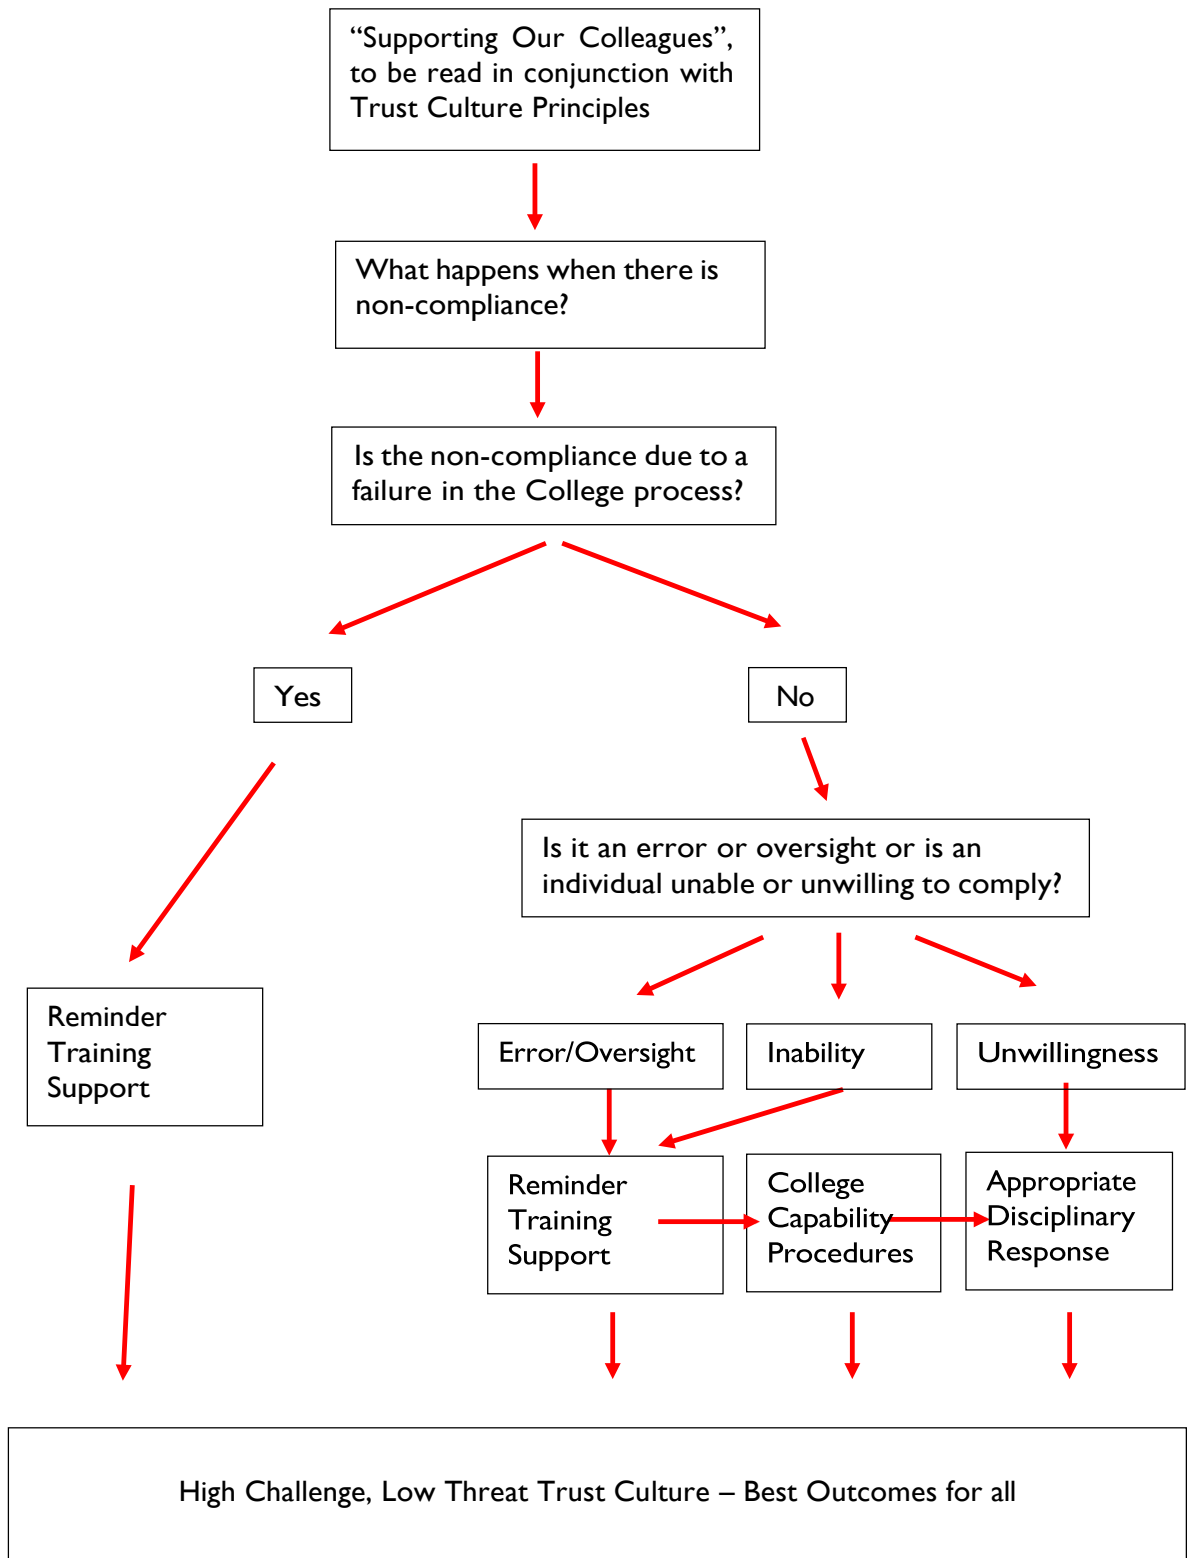 “Supporting Our Colleagues”,
to be read in conjunction with
Trust Culture Principles
What happens when there is
non-compliance?
Is the non-compliance due to a
failure in the College process?
Yes
No
Is it an error or oversight or is an
individual unable or unwilling to comply?
Reminder
Training
Support
Error/Oversight
Inability
Unwillingness
Reminder
Training
Support
College
Capability
Procedures
Appropriate
Disciplinary
Response
High Challenge, Low Threat Trust Culture – Best Outcomes for all